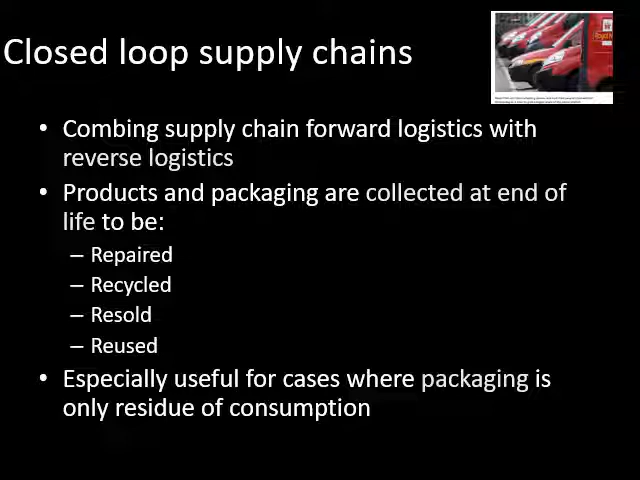 Closed loop supply chains
Royal M
• Combing supply chain forward logistics with
reverse logistics
• Products and packaging are collected at end of
life to be:
– Repaired
– Recycled
– Resold
– Reused
• Especially useful for cases where packaging is
only residue of consumption